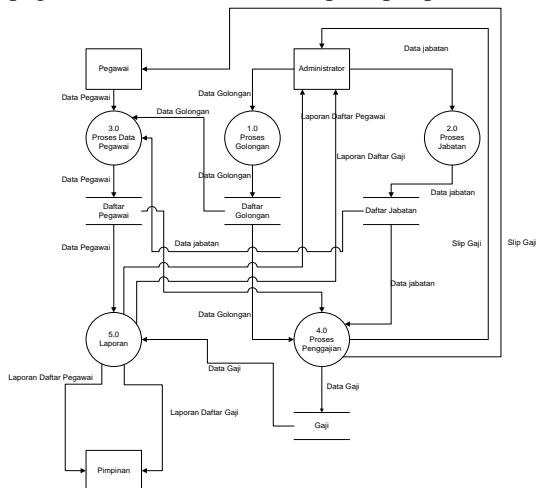 Data jabatan
Pegawai
Administrator
Data Pegawai
Data Golongan
Data Golongan
Laporan Daftar Pegawai
3.0
Proses Data
Pegawai
1.0
Proses
Golongan
2.0
Proses
Jabatan
Laporan Daftar Gaji
Data Pegawai
Data Golongan
Data jabatan
Daftar
Pegawai
Daftar
Golongan
Daftar Jabatan
Data Pegawai
Data jabatan
Slip Gaji
Slip Gaji
Data jabatan
Data Golongan
5.0
Laporan
4.0
Proses
Penggajian
Data Gaji
Laporan Daftar Pegawai
Data Gaji
Laporan Daftar Gaji
Gaji
Pimpinan